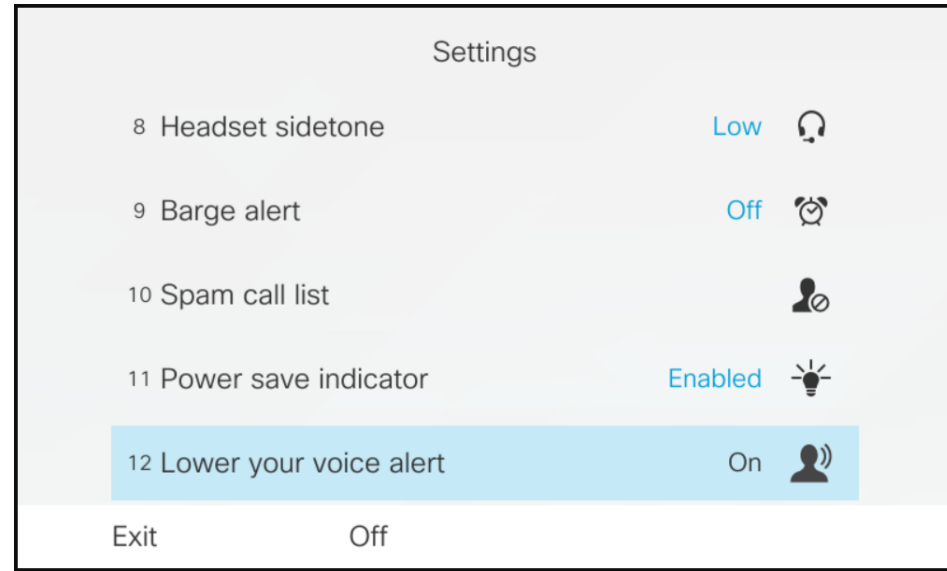 Settings
8 Headset sidetone Low
9 Barge alert Off
10 Spam call list
11 Power save indicator Enabled
12 Lower your voice alert On
Exit Off